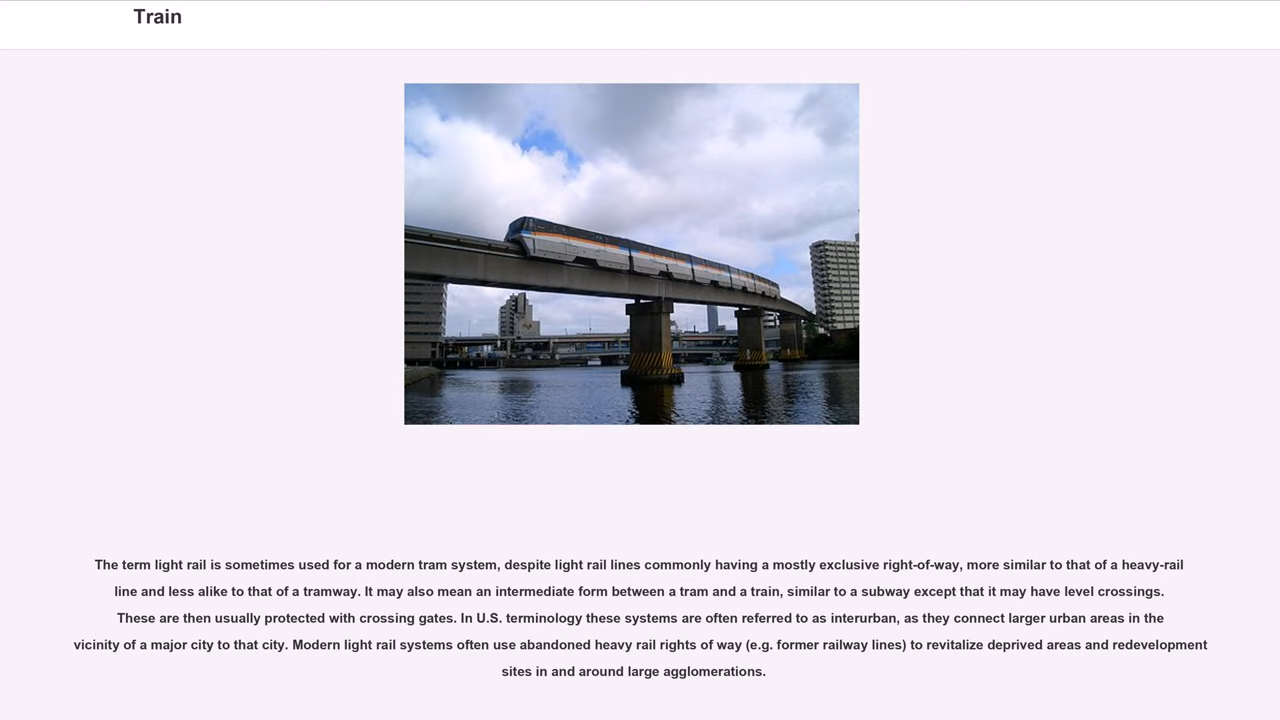 Train
The term light rail is sometimes used for a modern tram system, despite light rail lines commonly having a mostly exclusive right-of-way, more similar to that of a heavy-rail
line and less alike to that of a tramway. It may also mean an intermediate form between a tram and a train, similar to a subway except that it may have level crossings.
These are then usually protected with crossing gates. In U.S. terminology these systems are often referred to as interurban, as they connect larger urban areas in the
vicinity of a major city to that city. Modern light rail systems often use abandoned heavy rail rights of way (e.g. former railway lines) to revitalize deprived areas and redevelopment
sites in and around large agglomerations.